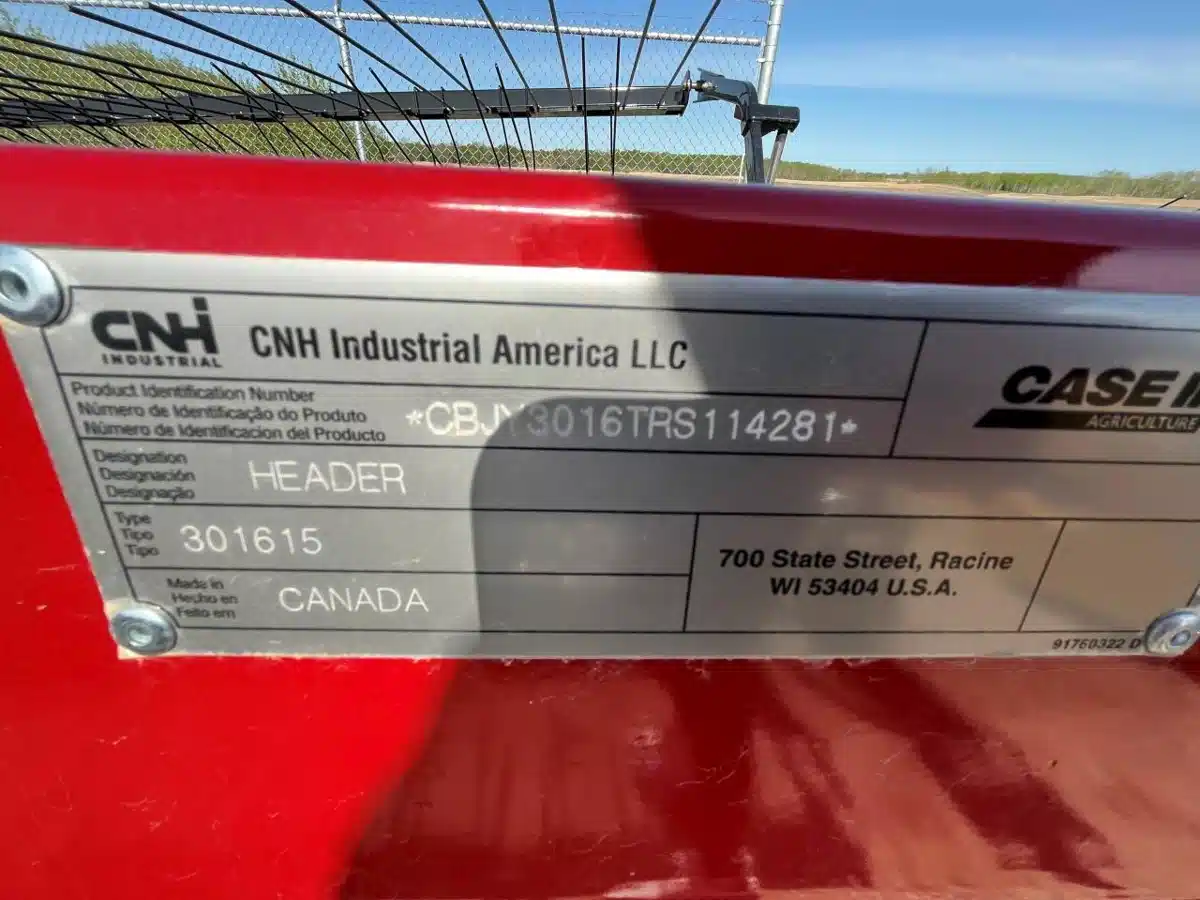 CNH
INDUSTRIAL
CNH Industrial America LLC
Product Identification Number
Número de Identificação do Produto
Número de Identificacion del Producto
*CBJY3016TRS114281*
CASE I
AGRICULTURE
Designation
Designación
Designação
HEADER
Type
Tipo
Tipo
301615
700 State Street, Racine
WI 53404 U.S.A.
Made in
Hecho en
Feito em
CANADA
91760322 D